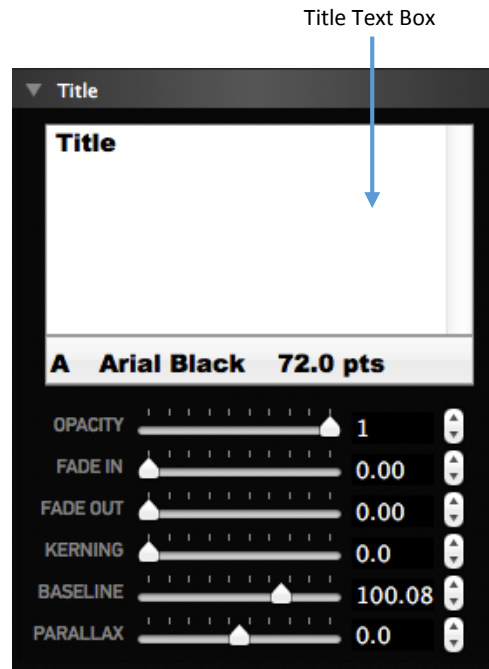 Title Text Box
Title
Title
A Arial Black 72.0 pts
OPACITY 1
FADE IN 0.00
FADE OUT 0.00
KERNING 0.0
BASELINE 100.08
PARALLAX 0.0